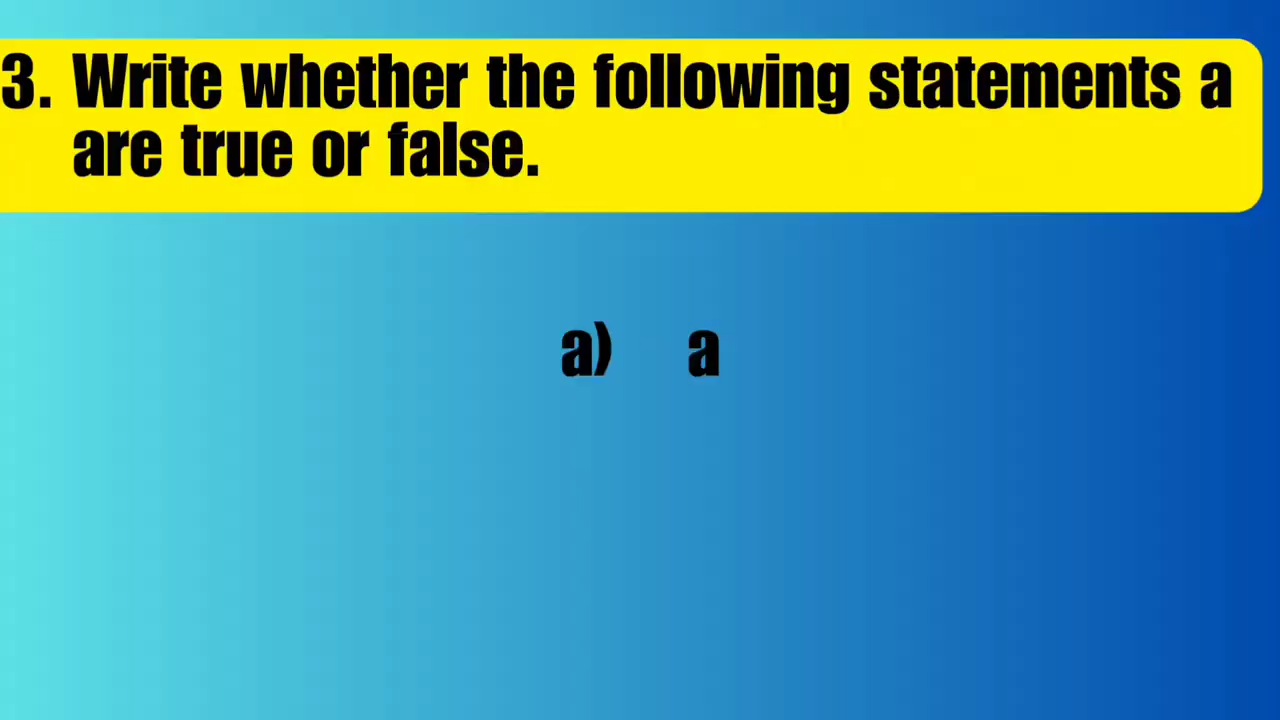 3. Write whether the following statements a
are true or false.
a) a